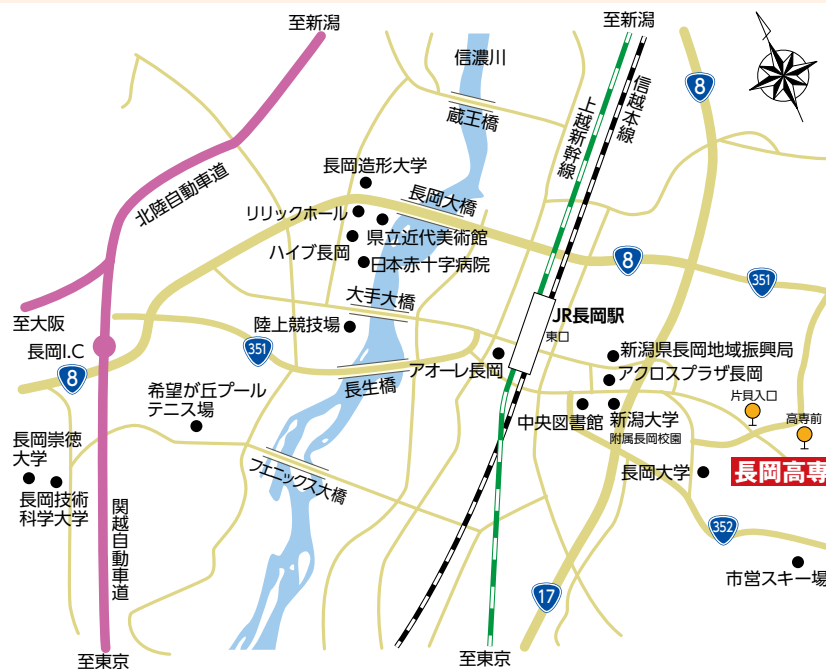 至新潟
至新潟
信濃川
8
信越本線
上越新幹線
蔵王橋
長岡造形大学
北陸自動車道
長岡大橋
リリックホール
県立近代美術館
ハイブ長岡
日本赤十字病院
8
351
大手大橋
至大阪
JR長岡駅
東口
陸上競技場
長岡I.C
351
新潟県長岡地域振興局
アオーレ長岡
アクロスプラザ長岡
8
長生橋
希望が丘プール
テニス場
片貝入口
中央図書館
新潟大学
附属長岡校園
高専前
長岡崇徳
大学
フェニックス大橋
長岡大学
長岡高専
長岡技術
科学大学
関越自動車道
352
市営スキー場
17
至東京
至東京